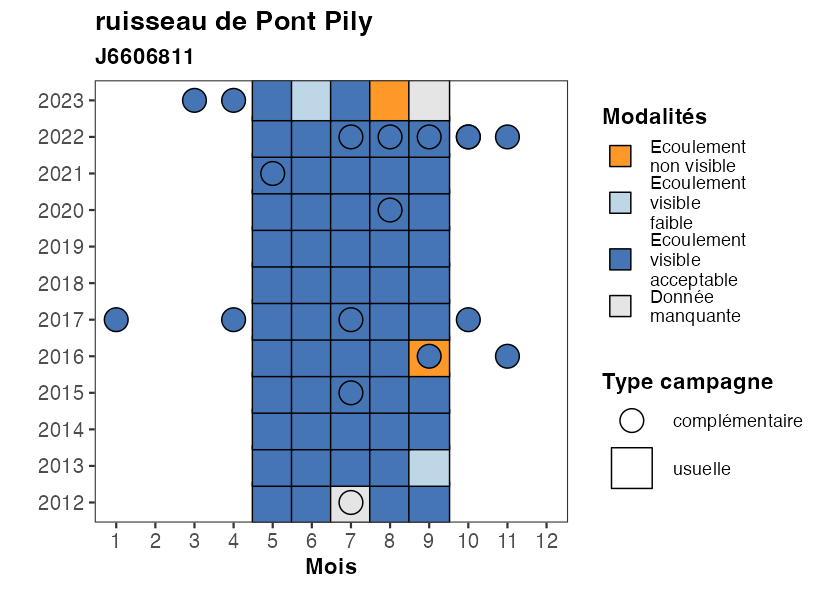 ruisseau de Pont Pily
J6606811
2023
2022
2021
2020
2019
2018
2017
2016
2015
2014
2013
2012
1 2 3 4 5 6 7 8 9 10 11 12
Mois
Modalités
Ecoulement
non visible
Ecoulement
visible
faible
Ecoulement
visible
acceptable
Donnée
manquante
Type campagne
complémentaire
usuelle